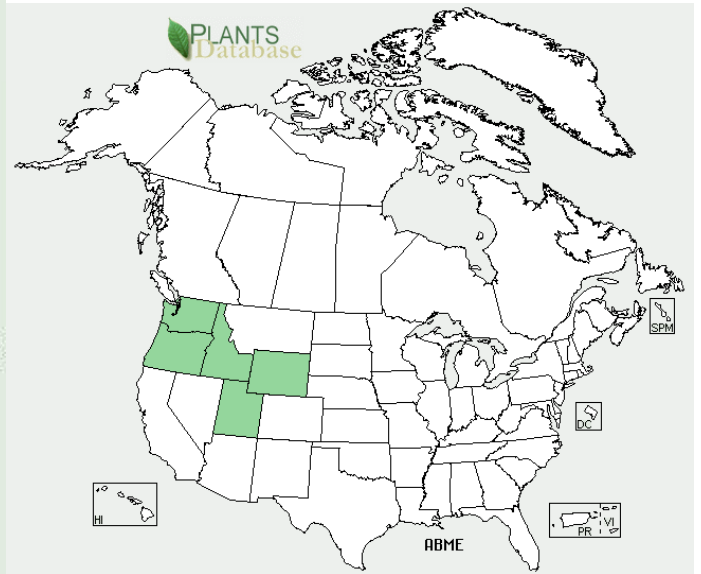 PLANTS
Database
SPM
DC
HI
PR
VI
ABME